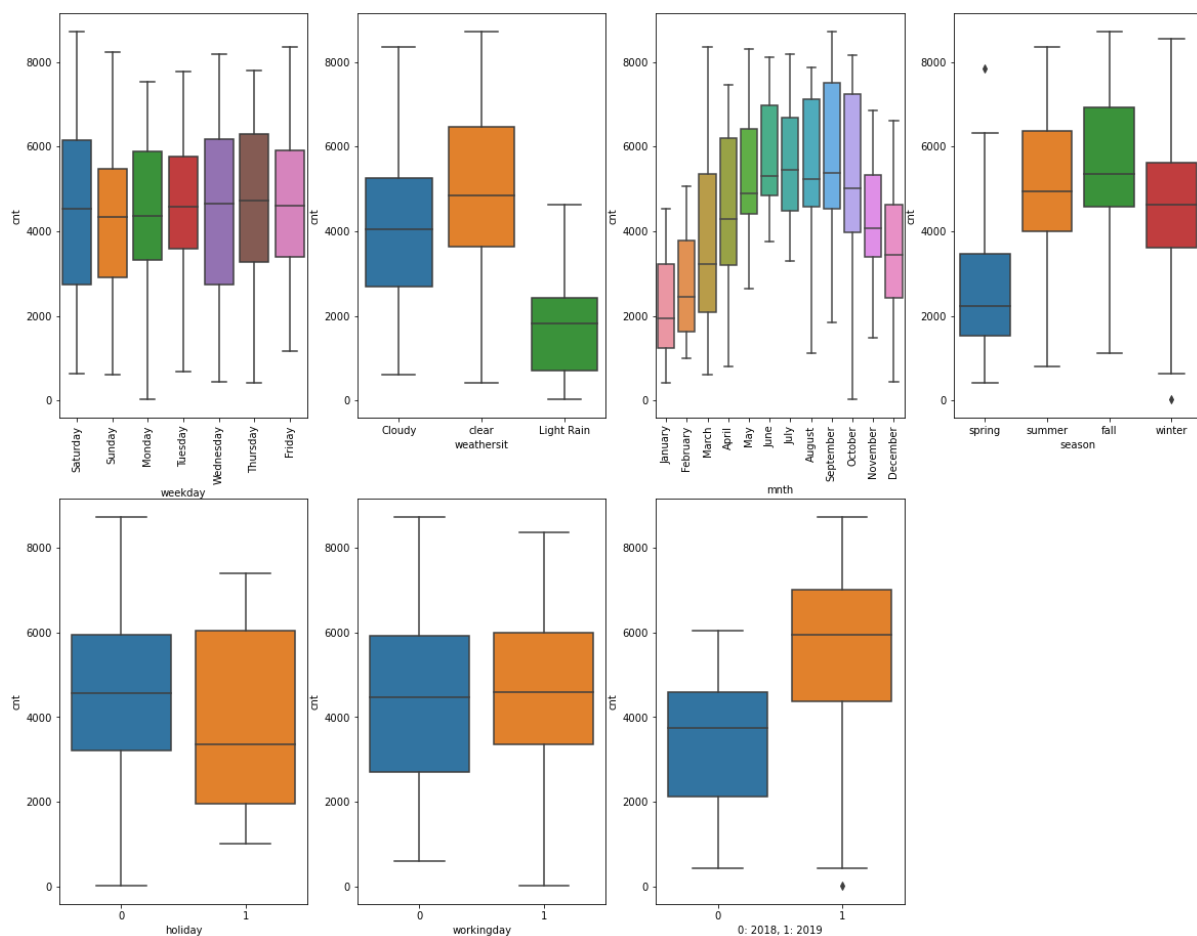 8000
6000
4000
2000
0
cnt
Saturday
Sunday
Monday
Tuesday
Wednesday
Thursday
Friday
weekday
8000
6000
4000
2000
0
cnt
Cloudy clear Light Rain
weathersit
8000
6000
4000
2000
0
cnt
January
February
March
April
May
June
July
August
September
October
November
December
mnth
8000
6000
4000
2000
0
cnt
spring summer fall winter
season
8000
6000
4000
2000
0
cnt
0 1
holiday
8000
6000
4000
2000
0
cnt
0 1
workingday
8000
6000
4000
2000
0
cnt
0 1
0: 2018, 1: 2019